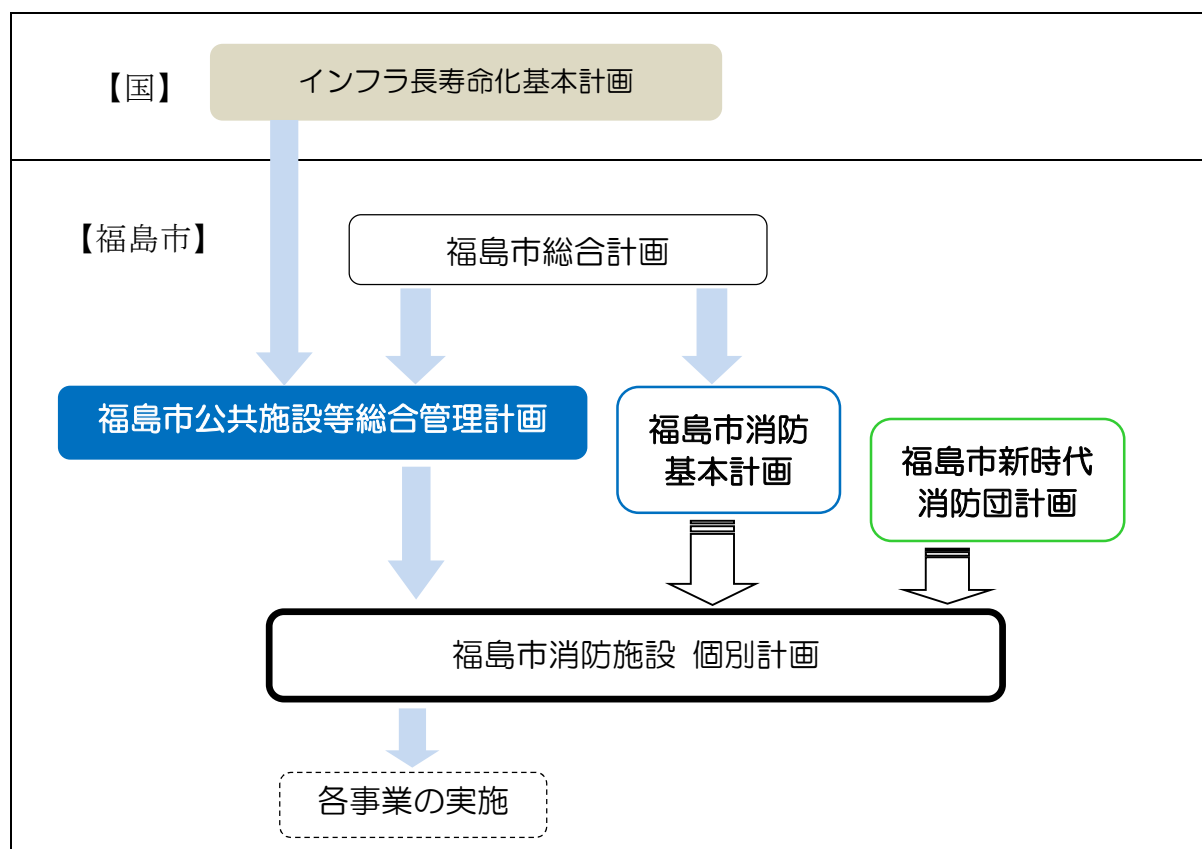 【国】
インフラ長寿命化基本計画
【福島市】
福島市総合計画
福島市公共施設等総合管理計画
福島市消防
基本計画
福島市新時代
消防団計画
福島市消防施設 個別計画
各事業の実施